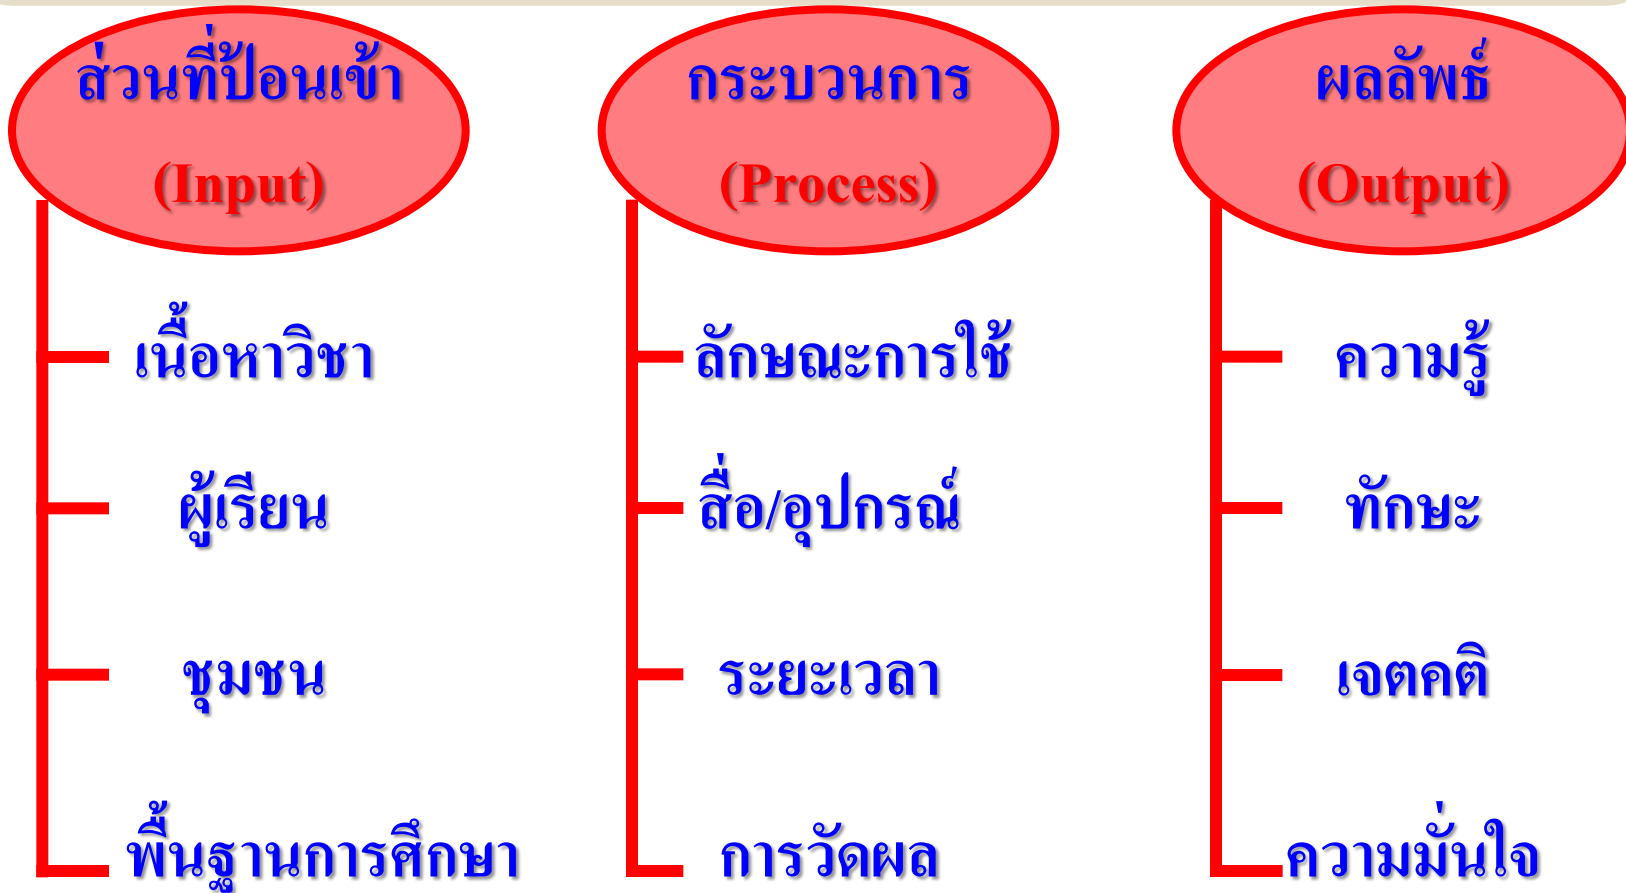 ส่วนที่ป้อนเข้า
(Input)
เนื้อหาวิชา
ผู้เรียน
ชุมชน
พื้นฐานการศึกษา
กระบวนการ
(Process)
ลักษณะการใช้
สื่อ/อุปกรณ์
ระยะเวลา
การวัดผล
ผลลัพธ์
(Output)
ความรู้
ทักษะ
เจตคติ
ความมั่นใจ